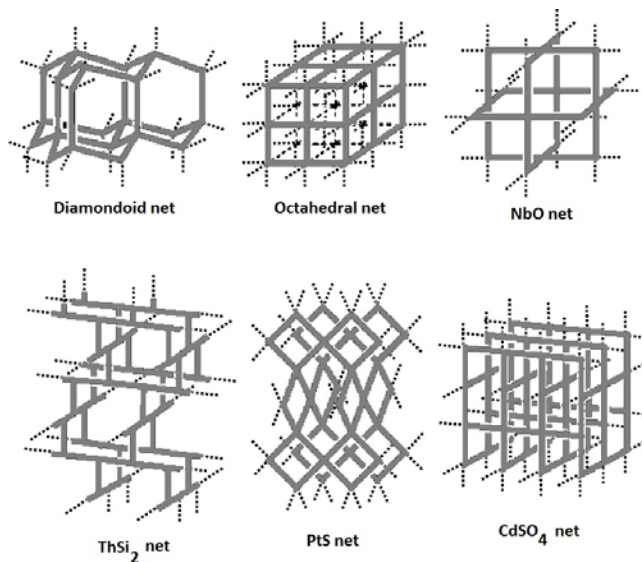 Diamondoid net
Octahedral net
NbO net
ThSi2 net
PtS net
CdSO4 net